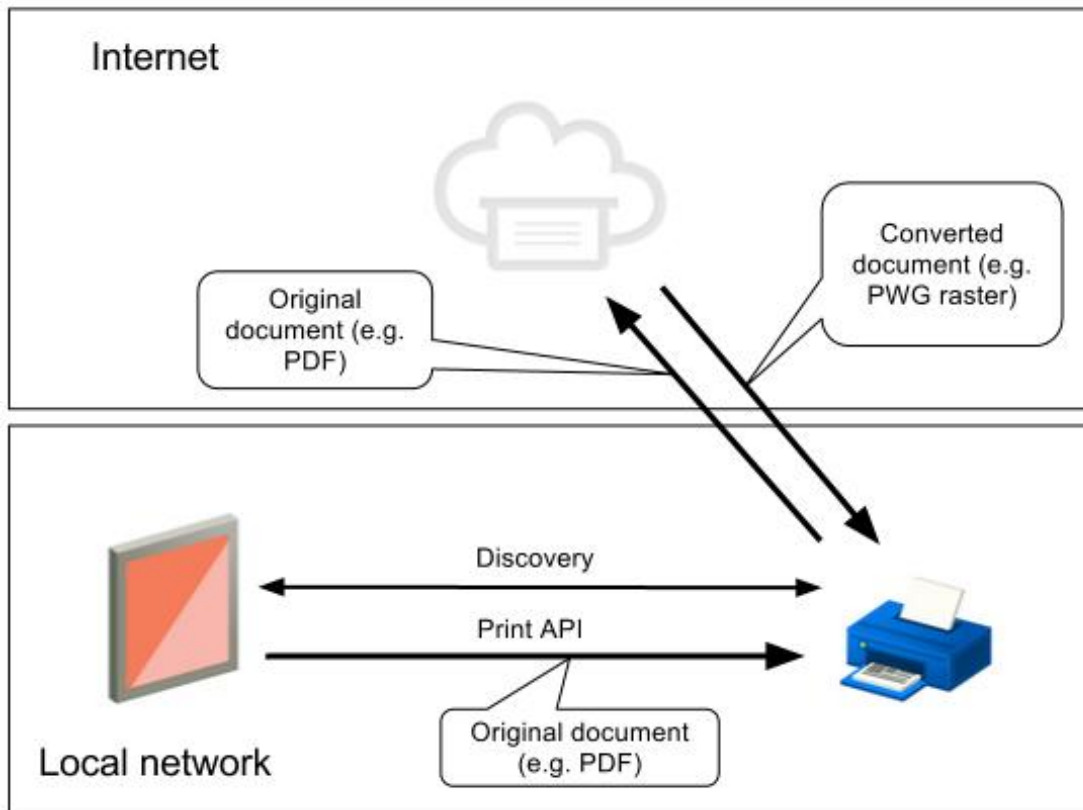 Internet
Converted
document (e.g.
PWG raster)
Original
document (e.g.
PDF)
Discovery
Print API
Original document
(e.g. PDF)
Local network